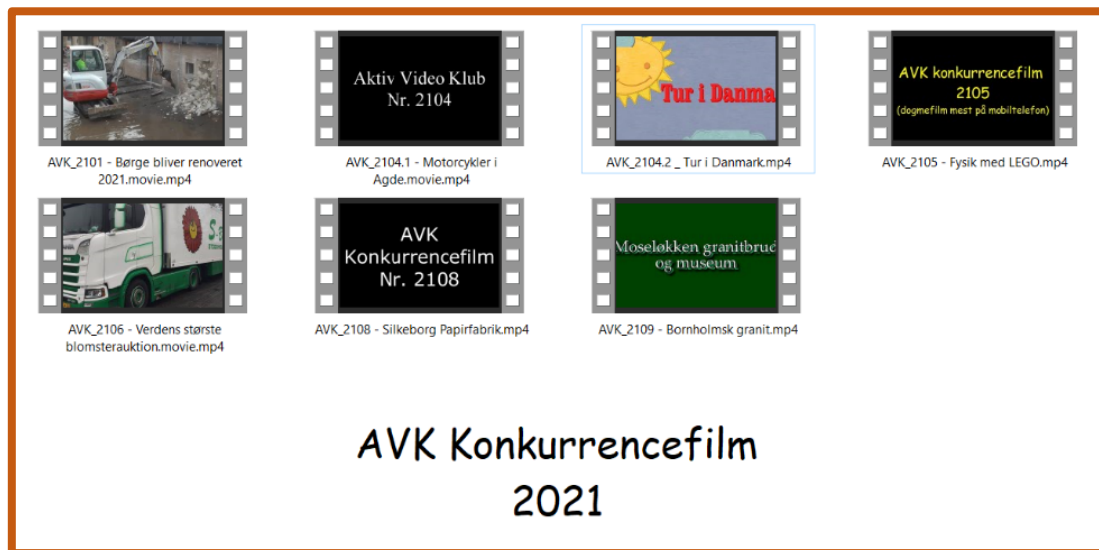 Aktiv Video Klub
Nr. 2104
Tur i Danma
AVK konkurrencefilm
2105
(dogmefilm mest på mobiltelefon)
AVK_2101 - Børge bliver renoveret
2021.movie.mp4
AVK_2104.1 - Motorcykler i
Agde.movie.mp4
AVK_2104.2 _ Tur i Danmark.mp4
AVK_2105 - Fysik med LEGO.mp4
AVK
Konkurrencefilm
Nr. 2108
Moseløkken granitbrud
og museum
AVK_2106 - Verdens største
blomsterauktion.movie.mp4
AVK_2108 - Silkeborg Papirfabrik.mp4
AVK_2109 - Bornholmsk granit.mp4
AVK Konkurrencefilm
2021